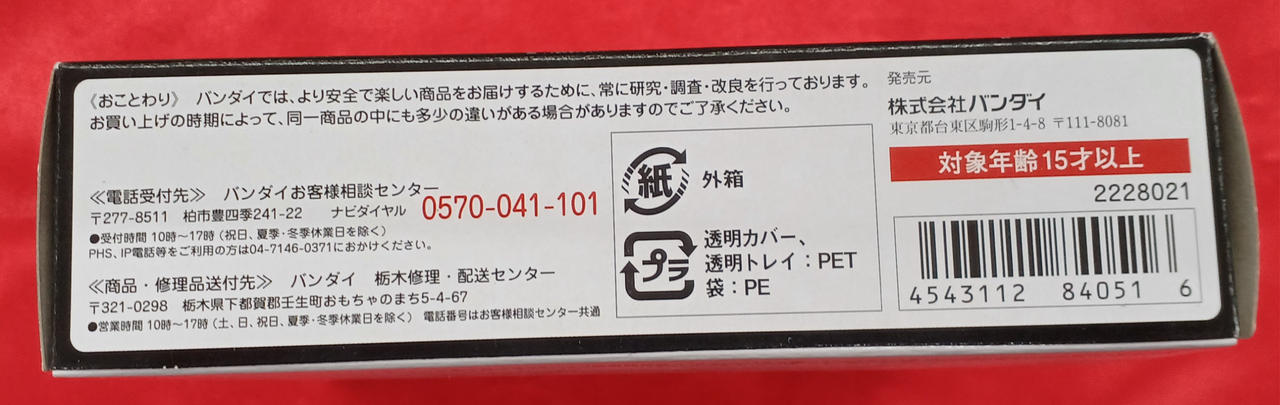 《おことわり》 バンダイでは、より安全で楽しい商品をお届けするために、常に研究・調査・改良を行っております。
お買い上げの時期によって、同一商品の中にも多少の違いがある場合がありますのでご了承ください。
≪電話受付先≫ バンダイお客様相談センター
〒277-8511 柏市豊四季241-22 ナビダイヤル 0570-041-101
●受付時間 10時～17時（祝日、夏季・冬季休業日を除く）
PHS、IP電話等をご利用の方は04-7146-0371におかけください。
≪商品・修理品送付先≫ バンダイ 栃木修理・配送センター
〒321-0298 栃木県下都賀郡壬生町おもちゃのまち5-4-67
●営業時間 10時～17時（土、日、祝日、夏季・冬季休業日を除く） 電話番号はお客様相談センター共通
紙 外箱
プラ 透明カバー、
透明トレイ：PET
袋：PE
発売元
株式会社バンダイ
東京都台東区駒形1-4-8 〒111-8081
対象年齢15才以上
2228021
4543112 84051 6